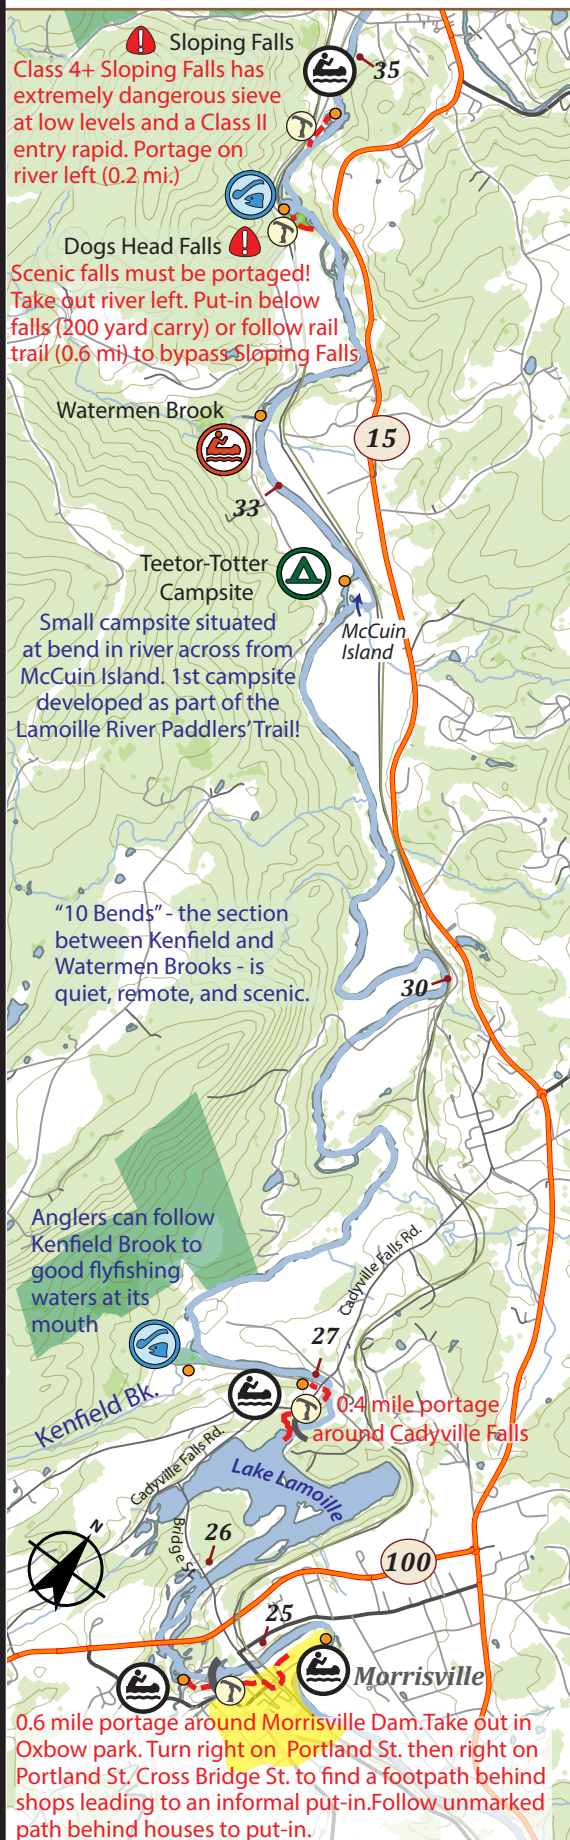 Sloping Falls
35
Class 4+ Sloping Falls has
extremely dangerous sieve
at low levels and a Class II
entry rapid. Portage on
river left (0.2 mi.)
Dogs Head Falls
Scenic falls must be portaged!
Take out river left. Put-in below
falls (200 yard carry) or follow rail
trail (0.6 mi) to bypass Sloping Falls
Watermen Brook
15
33
Teetor-Totter
Campsite
McCuin
Island
Small campsite situated
at bend in river across from
McCuin Island. 1st campsite
developed as part of the
Lamoille River Paddlers' Trail!
"10 Bends" - the section
between Kenfield and
Watermen Brooks - is
quiet, remote, and scenic.
30
Anglers can follow
Kenfield Brook to
good flyfishing
waters at its
mouth
Cadyville Falls Rd.
27
Kenfield Bk.
0.4 mile portage
around Cadyville Falls
Cadyville Falls Rd.
Lake Lamoille
N
Bridge St.
26
100
25
Morrisville
0.6 mile portage around Morrisville Dam.Take out in
Oxbow park. Turn right on Portland St. then right on
Portland St. Cross Bridge St. to find a footpath behind
shops leading to an informal put-in.Follow unmarked
path behind houses to put-in.